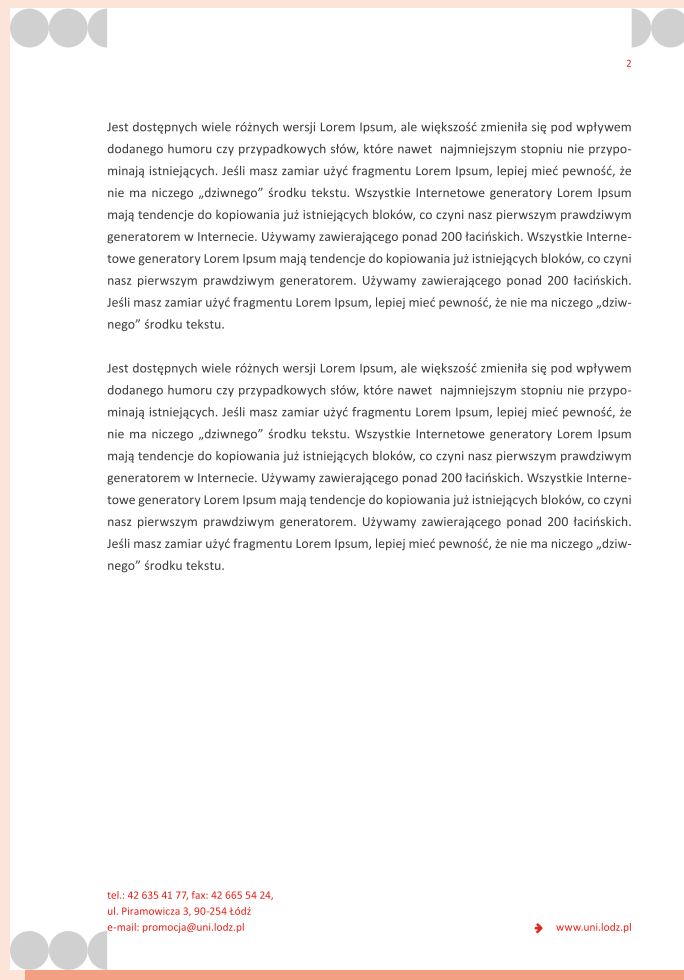 2
Jest dostępnych wiele różnych wersji Lorem Ipsum, ale większość zmieniła się pod wpływem
dodanego humoru czy przypadkowych słów, które nawet  najmniejszym stopniu nie przypo-
minają istniejących. Jeśli masz zamiar użyć fragmentu Lorem Ipsum, lepiej mieć pewność, że
nie ma niczego „dziwnego” środku tekstu. Wszystkie Internetowe generatory Lorem Ipsum
mają tendencje do kopiowania już istniejących bloków, co czyni nasz pierwszym prawdziwym
generatorem w Internecie. Używamy zawierającego ponad 200 łacińskich. Wszystkie Interne-
towe generatory Lorem Ipsum mają tendencje do kopiowania już istniejących bloków, co czyni
nasz pierwszym prawdziwym generatorem. Używamy zawierającego ponad 200 łacińskich.
Jeśli masz zamiar użyć fragmentu Lorem Ipsum, lepiej mieć pewność, że nie ma niczego „dziw-
nego” środku tekstu.
Jest dostępnych wiele różnych wersji Lorem Ipsum, ale większość zmieniła się pod wpływem
dodanego humoru czy przypadkowych słów, które nawet  najmniejszym stopniu nie przypo-
minają istniejących. Jeśli masz zamiar użyć fragmentu Lorem Ipsum, lepiej mieć pewność, że
nie ma niczego „dziwnego” środku tekstu. Wszystkie Internetowe generatory Lorem Ipsum
mają tendencje do kopiowania już istniejących bloków, co czyni nasz pierwszym prawdziwym
generatorem w Internecie. Używamy zawierającego ponad 200 łacińskich. Wszystkie Interne-
towe generatory Lorem Ipsum mają tendencje do kopiowania już istniejących bloków, co czyni
nasz pierwszym prawdziwym generatorem. Używamy zawierającego ponad 200 łacińskich.
Jeśli masz zamiar użyć fragmentu Lorem Ipsum, lepiej mieć pewność, że nie ma niczego „dziw-
nego” środku tekstu.
tel.: 42 635 41 77, fax: 42 665 54 24,
ul. Piramowicza 3, 90-254 Łódź
e-mail: promocja@uni.lodz.pl
www.uni.lodz.pl